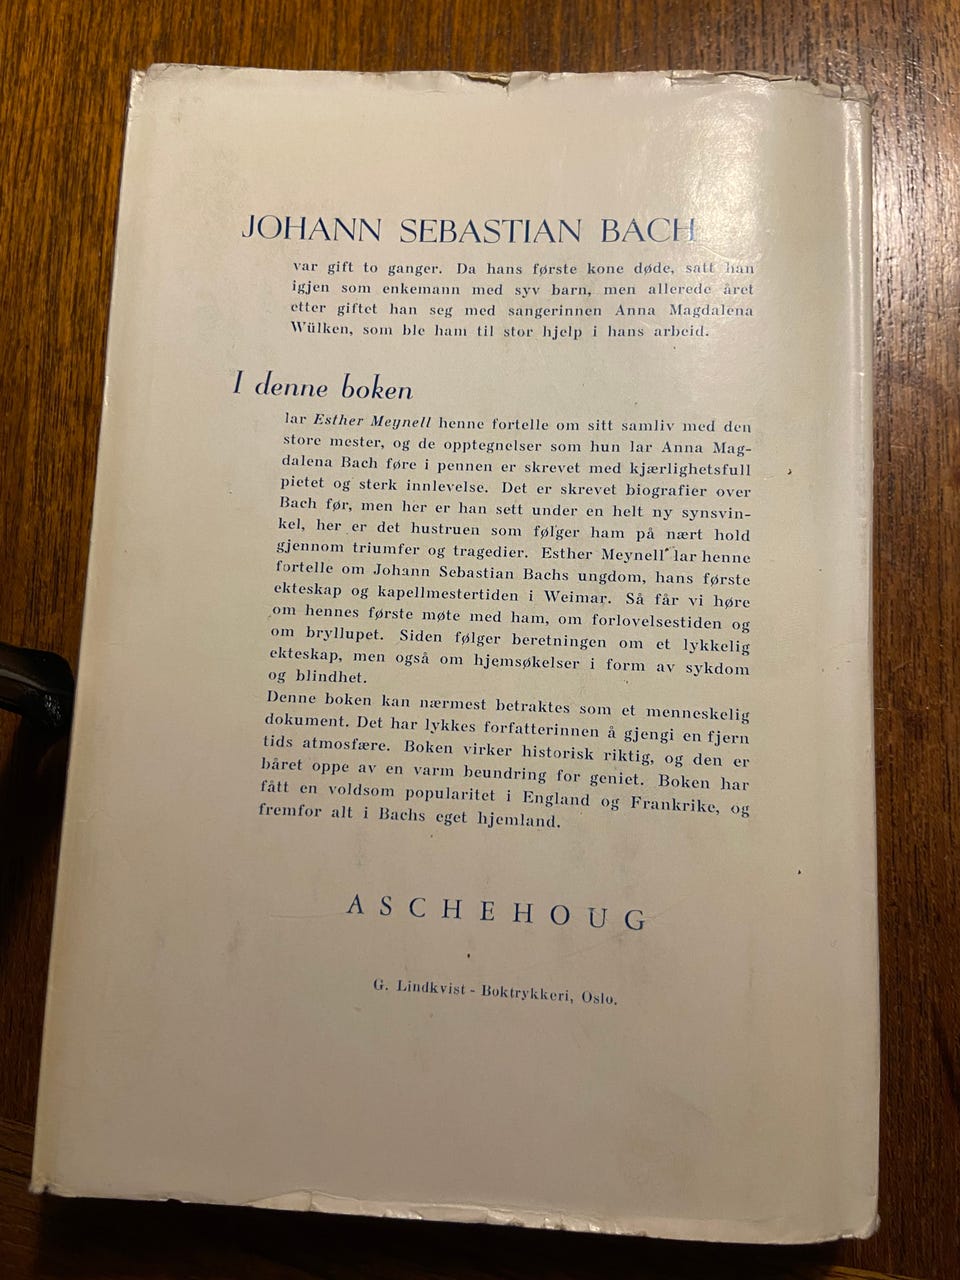 JOHANN SEBASTIAN BACH
var gift to ganger. Da hans første kone døde, satt han
igjen som enkemann med syv barn, men allerede året
etter giftet han seg med sangerinnen Anna Magdalena
Wülken, som ble ham til stor hjelp i hans arbeid.
I denne boken
lar Esther Meynell henne fortelle om sitt samliv med den
store mester, og de opptegnelser som hun lar Anna Mag-
dalena Bach føre i pennen er skrevet med kjærlighetsfull
pietet og sterk innlevelse. Det er skrevet biografier over
Bach før, men her er han sett under en helt ny synsvin-
kel, her er det hustruen som følger ham på nært hold
gjennom triumfer og tragedier. Esther Meynell lar henne
fortelle om Johann Sebastian Bachs ungdom, hans første
ekteskap og kapellmestertiden i Weimar. Så får vi høre
om hennes første møte med ham, om forlovelsestiden og
om bryllupet. Siden følger beretningen om et lykkelig
ekteskap, men også om hjemsøkelser i form av sykdom
og blindhet.
Denne boken kan nærmest betraktes som et menneskelig
dokument. Det har lykkes forfatterinnen å gjengi en fjern
tids atmosfære. Boken virker historisk riktig, og den er
båret oppe av en varm beundring for geniet. Boken har
fått en voldsom popularitet i England og Frankrike, og
fremfor alt i Bachs eget hjemland.
ASCHEHOUG
G. Lindkvist - Boktrykkeri, Oslo.